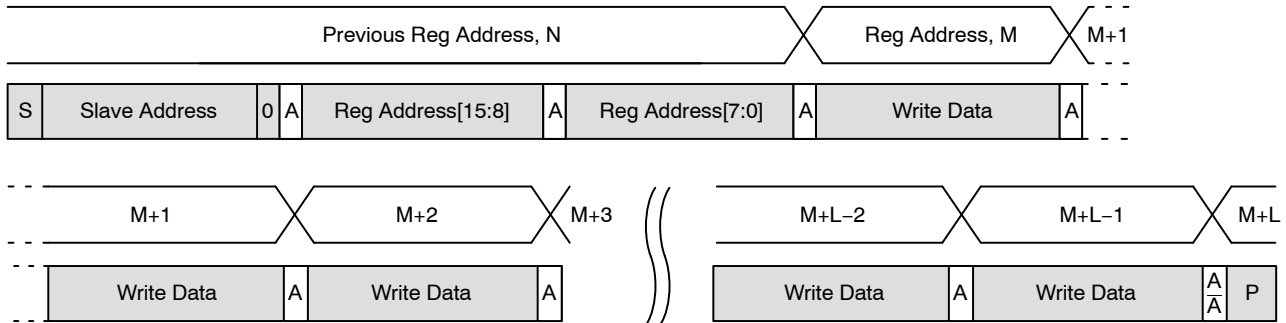 Previous Reg Address, N Reg Address, M M+1
S Slave Address 0 A Reg Address[15:8] A Reg Address[7:0] A Write Data A
M+1 M+2 M+3 M+L−2 M+L−1 M+L
Write Data A Write Data A Write Data A Write Data A/A̅ P